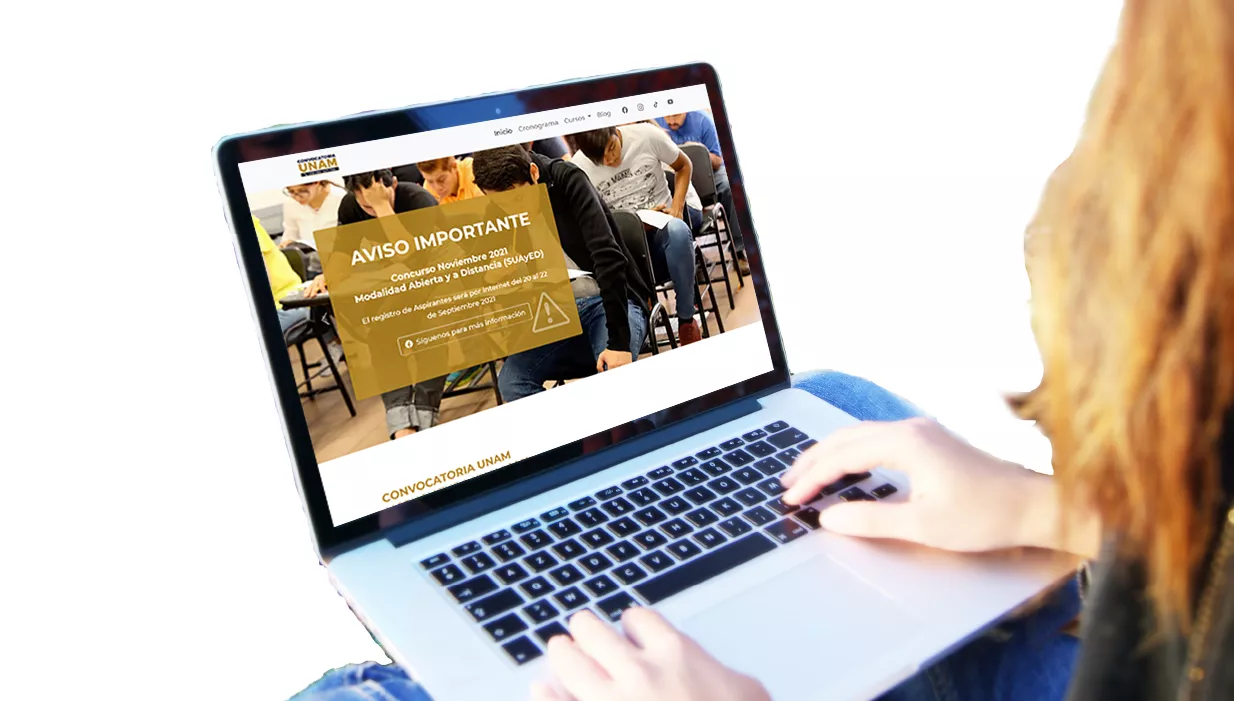 Inicio Cronograma Cursos Blog
CONVOCATORIA
UNAM
AVISO IMPORTANTE
Concurso Noviembre 2021
Modalidad Abierta y a Distancia (SUAyED)
El registro de Aspirantes será por internet del 20 al 22
de Septiembre 2021
Síguenos para más información
CONVOCATORIA UNAM